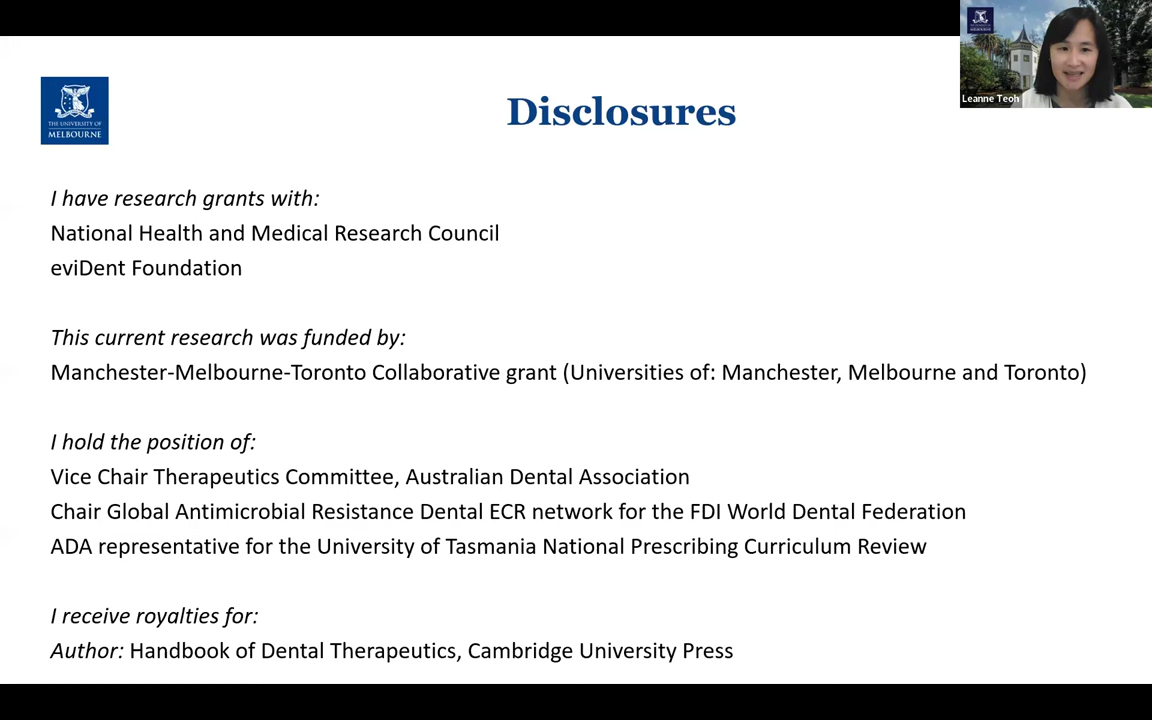 Leanne Teoh
THE UNIVERSITY OF
MELBOURNE
Disclosures
I have research grants with:
National Health and Medical Research Council
eviDent Foundation
This current research was funded by:
Manchester-Melbourne-Toronto Collaborative grant (Universities of: Manchester, Melbourne and Toronto)
I hold the position of:
Vice Chair Therapeutics Committee, Australian Dental Association
Chair Global Antimicrobial Resistance Dental ECR network for the FDI World Dental Federation
ADA representative for the University of Tasmania National Prescribing Curriculum Review
I receive royalties for:
Author: Handbook of Dental Therapeutics, Cambridge University Press